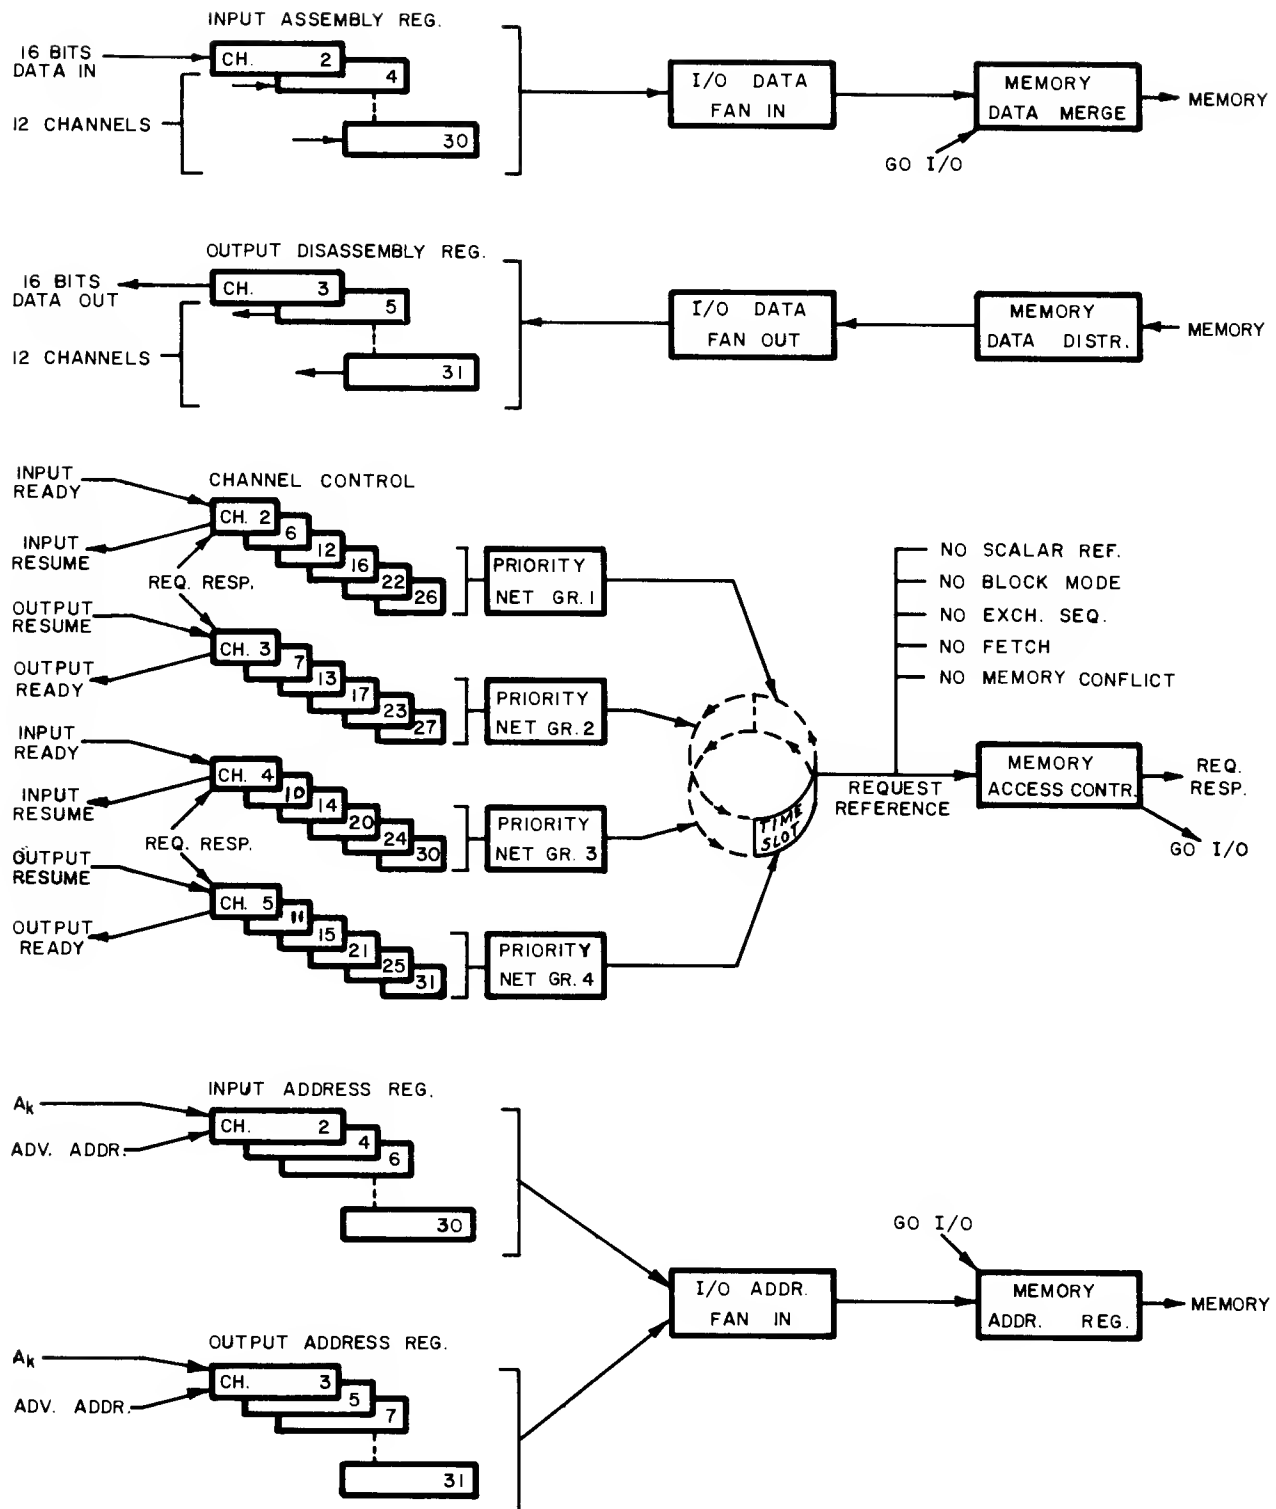 INPUT ASSEMBLY REG.
16 BITS
DATA IN
CH. 2
4
30
12 CHANNELS
I/O DATA
FAN IN
MEMORY
DATA MERGE
MEMORY
GO I/O
OUTPUT DISASSEMBLY REG.
16 BITS
DATA OUT
CH. 3
5
31
12 CHANNELS
I/O DATA
FAN OUT
MEMORY
DATA DISTR.
MEMORY
CHANNEL CONTROL
INPUT
READY
INPUT
RESUME
CH. 2
6
12
16
22
26
PRIORITY
NET GR. 1
REQ. RESP.
OUTPUT
RESUME
OUTPUT
READY
CH. 3
7
13
17
23
27
PRIORITY
NET GR. 2
INPUT
READY
INPUT
RESUME
CH. 4
10
14
20
24
30
PRIORITY
NET GR. 3
REQ. RESP.
OUTPUT
RESUME
OUTPUT
READY
CH. 5
11
15
21
25
31
PRIORITY
NET GR. 4
TIME
SLOT
NO SCALAR REF.
NO BLOCK MODE
NO EXCH. SEQ.
NO FETCH
NO MEMORY CONFLICT
REQUEST
REFERENCE
MEMORY
ACCESS CONTR.
REQ.
RESP.
GO I/O
INPUT ADDRESS REG.
Ak
ADV. ADDR.
CH. 2
4
6
30
OUTPUT ADDRESS REG.
Ak
ADV. ADDR.
CH. 3
5
7
31
I/O ADDR.
FAN IN
GO I/O
MEMORY
ADDR. REG.
MEMORY